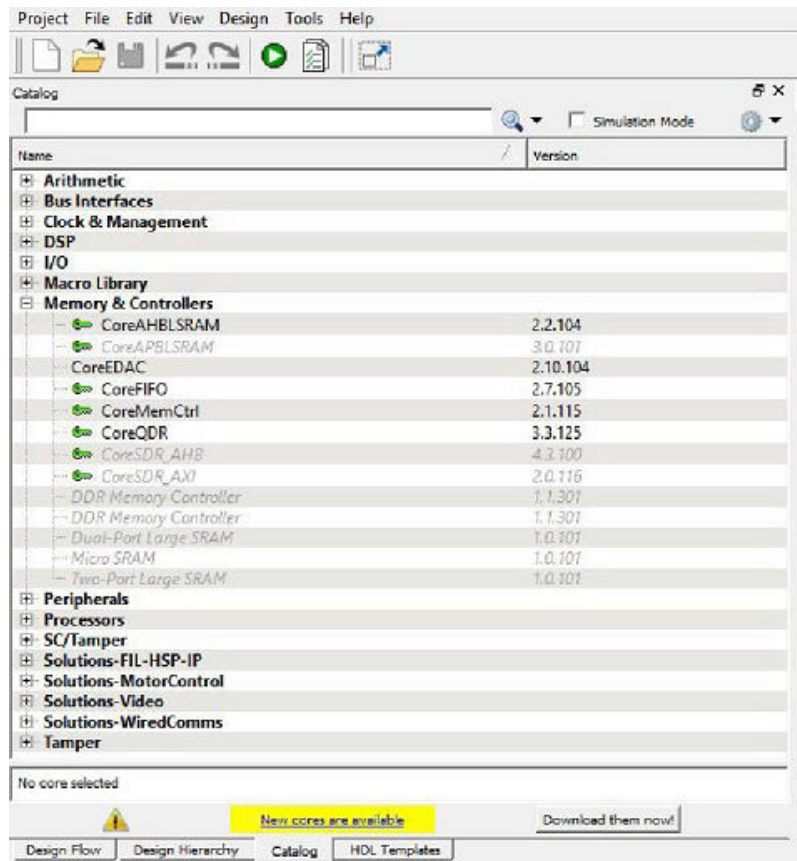 Project File Edit View Design Tools Help
Catalog
Simulation Mode
Name Version
Arithmetic
Bus Interfaces
Clock & Management
DSP
I/O
Macro Library
Memory & Controllers
CoreAHBLSRAM 2.2.104
CoreAPBLSRAM 3.0.101
CoreEDAC 2.10.104
CoreFIFO 2.7.105
CoreMemCtrl 2.1.115
CoreQDR 3.3.125
CoreSDR_AHB 4.3.100
CoreSDR_AXI 2.0.116
DDR Memory Controller 1.1.301
DDR Memory Controller 1.1.301
Dual-Port Large SRAM 1.0.101
Micro SRAM 1.0.101
Two-Port Large SRAM 1.0.101
Peripherals
Processors
SC/Tamper
Solutions-FIL-HSP-IP
Solutions-MotorControl
Solutions-Video
Solutions-WiredComms
Tamper
No core selected
New cores are available Download them now!
Design Flow Design Hierarchy Catalog HDL Templates